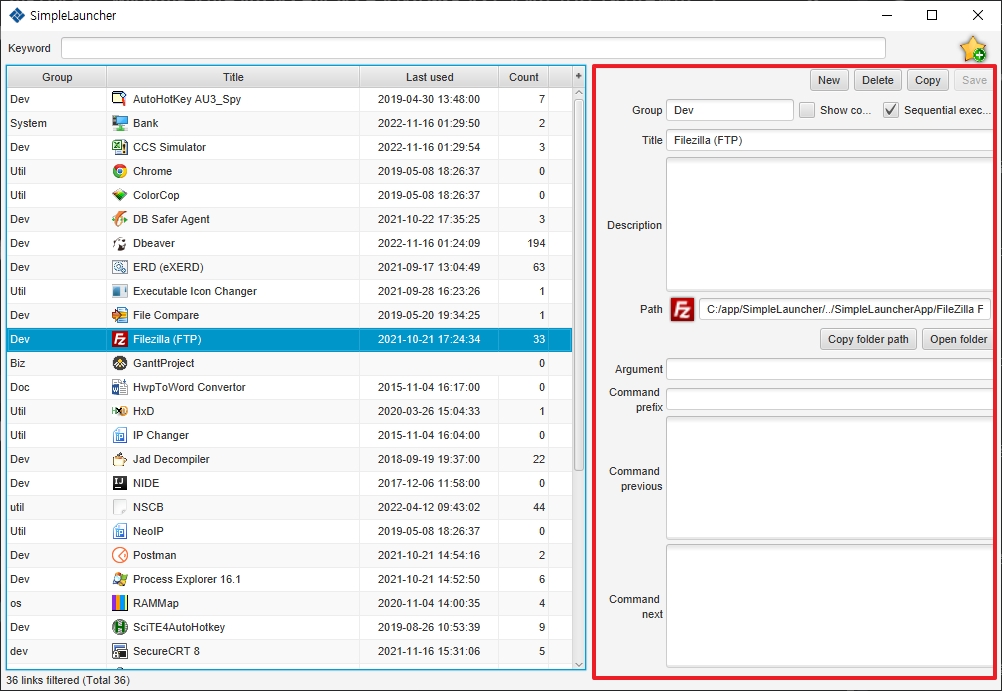 SimpleLauncher
Keyword
Group Title Last used Count +
Dev AutoHotKey AU3_Spy 2019-04-30 13:48:00 7
System Bank 2022-11-16 01:29:50 2
Dev CCS Simulator 2022-11-16 01:29:54 3
Util Chrome 2019-05-08 18:26:37 0
Util ColorCop 2019-05-08 18:26:37 0
Dev DB Safer Agent 2021-10-22 17:35:25 3
Dev Dbeaver 2022-11-16 01:24:09 194
Dev ERD (eXERD) 2021-09-17 13:04:49 63
Util Executable Icon Changer 2021-09-28 16:23:26 1
Dev File Compare 2019-05-20 19:34:25 1
Dev Filezilla (FTP) 2021-10-21 17:24:34 33
Biz GanttProject 0
Doc HwpToWord Convertor 2015-11-04 16:17:00 0
Util HxD 2020-03-26 15:04:33 1
Util IP Changer 2015-11-04 16:04:00 0
Dev Jad Decompiler 2018-09-19 19:37:00 22
Dev NIDE 2017-12-06 11:58:00 0
util NSCB 2022-04-12 09:43:02 44
Util NeoIP 2019-05-08 18:26:37 0
Dev Postman 2021-10-21 14:54:16 2
Dev Process Explorer 16.1 2021-10-21 14:52:50 6
os RAMMap 2020-11-04 14:00:35 4
Dev SciTE4AutoHotkey 2019-08-26 10:53:39 9
dev SecureCRT 8 2021-11-16 15:31:06 5
36 links filtered (Total 36)
New Delete Copy Save
Group Dev Show co... Sequential exec...
Title Filezilla (FTP)
Description
Path Fz C:/app/SimpleLauncher/../SimpleLauncherApp/FileZilla F
Copy folder path Open folder
Argument
Command
prefix
Command
previous
Command
next